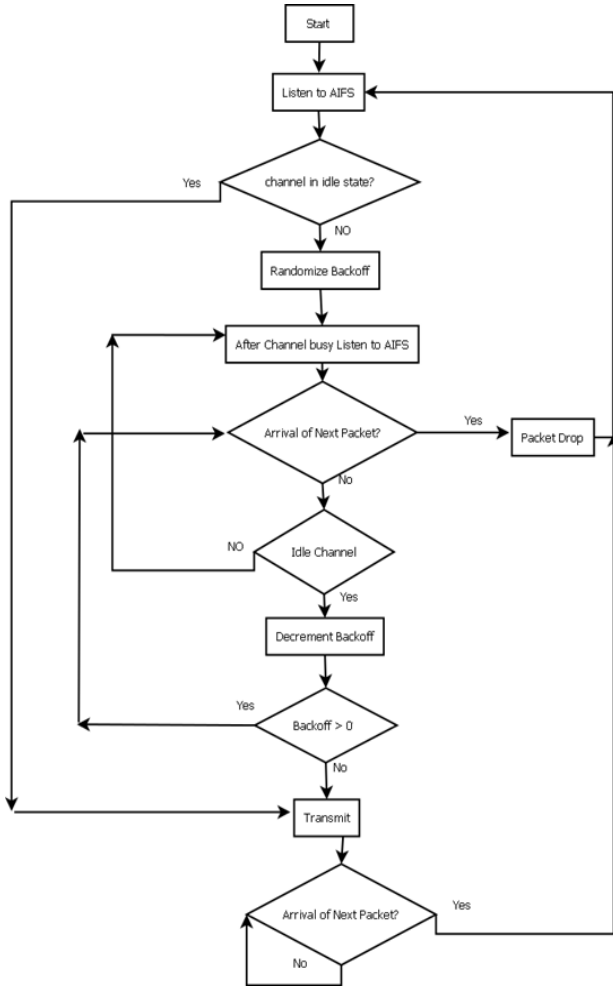 Start
Listen to AIFS
Yes
channel in idle state?
NO
Randomize Backoff
After Channel busy Listen to AIFS
Arrival of Next Packet?
Yes
Packet Drop
No
NO
Idle Channel
Yes
Decrement Backoff
Yes
Backoff > 0
No
Transmit
Arrival of Next Packet?
Yes
No